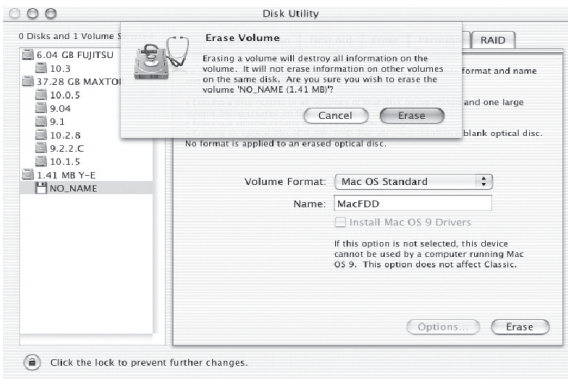 Disk Utility
0 Disks and 1 Volume S
6.04 GB FUJITSU
10.3
37.28 GB MAXTO
10.0.5
9.04
9.1
10.2.8
9.2.2.C
10.1.5
1.41 MB Y-E
NO_NAME
Erase Volume
Erasing a volume will destroy all information on the
volume. It will not erase information on other volumes
on the same disk. Are you sure you wish to erase the
volume 'NO_NAME (1.41 MB)'?
Cancel
Erase
RAID
format and name
and one large
blank optical disc.
No format is applied to an erased optical disc.
Volume Format:
Mac OS Standard
Name:
MacFDD
Install Mac OS 9 Drivers
If this option is not selected, this device
cannot be used by a computer running Mac
OS 9. This option does not affect Classic.
Options...
Erase
Click the lock to prevent further changes.